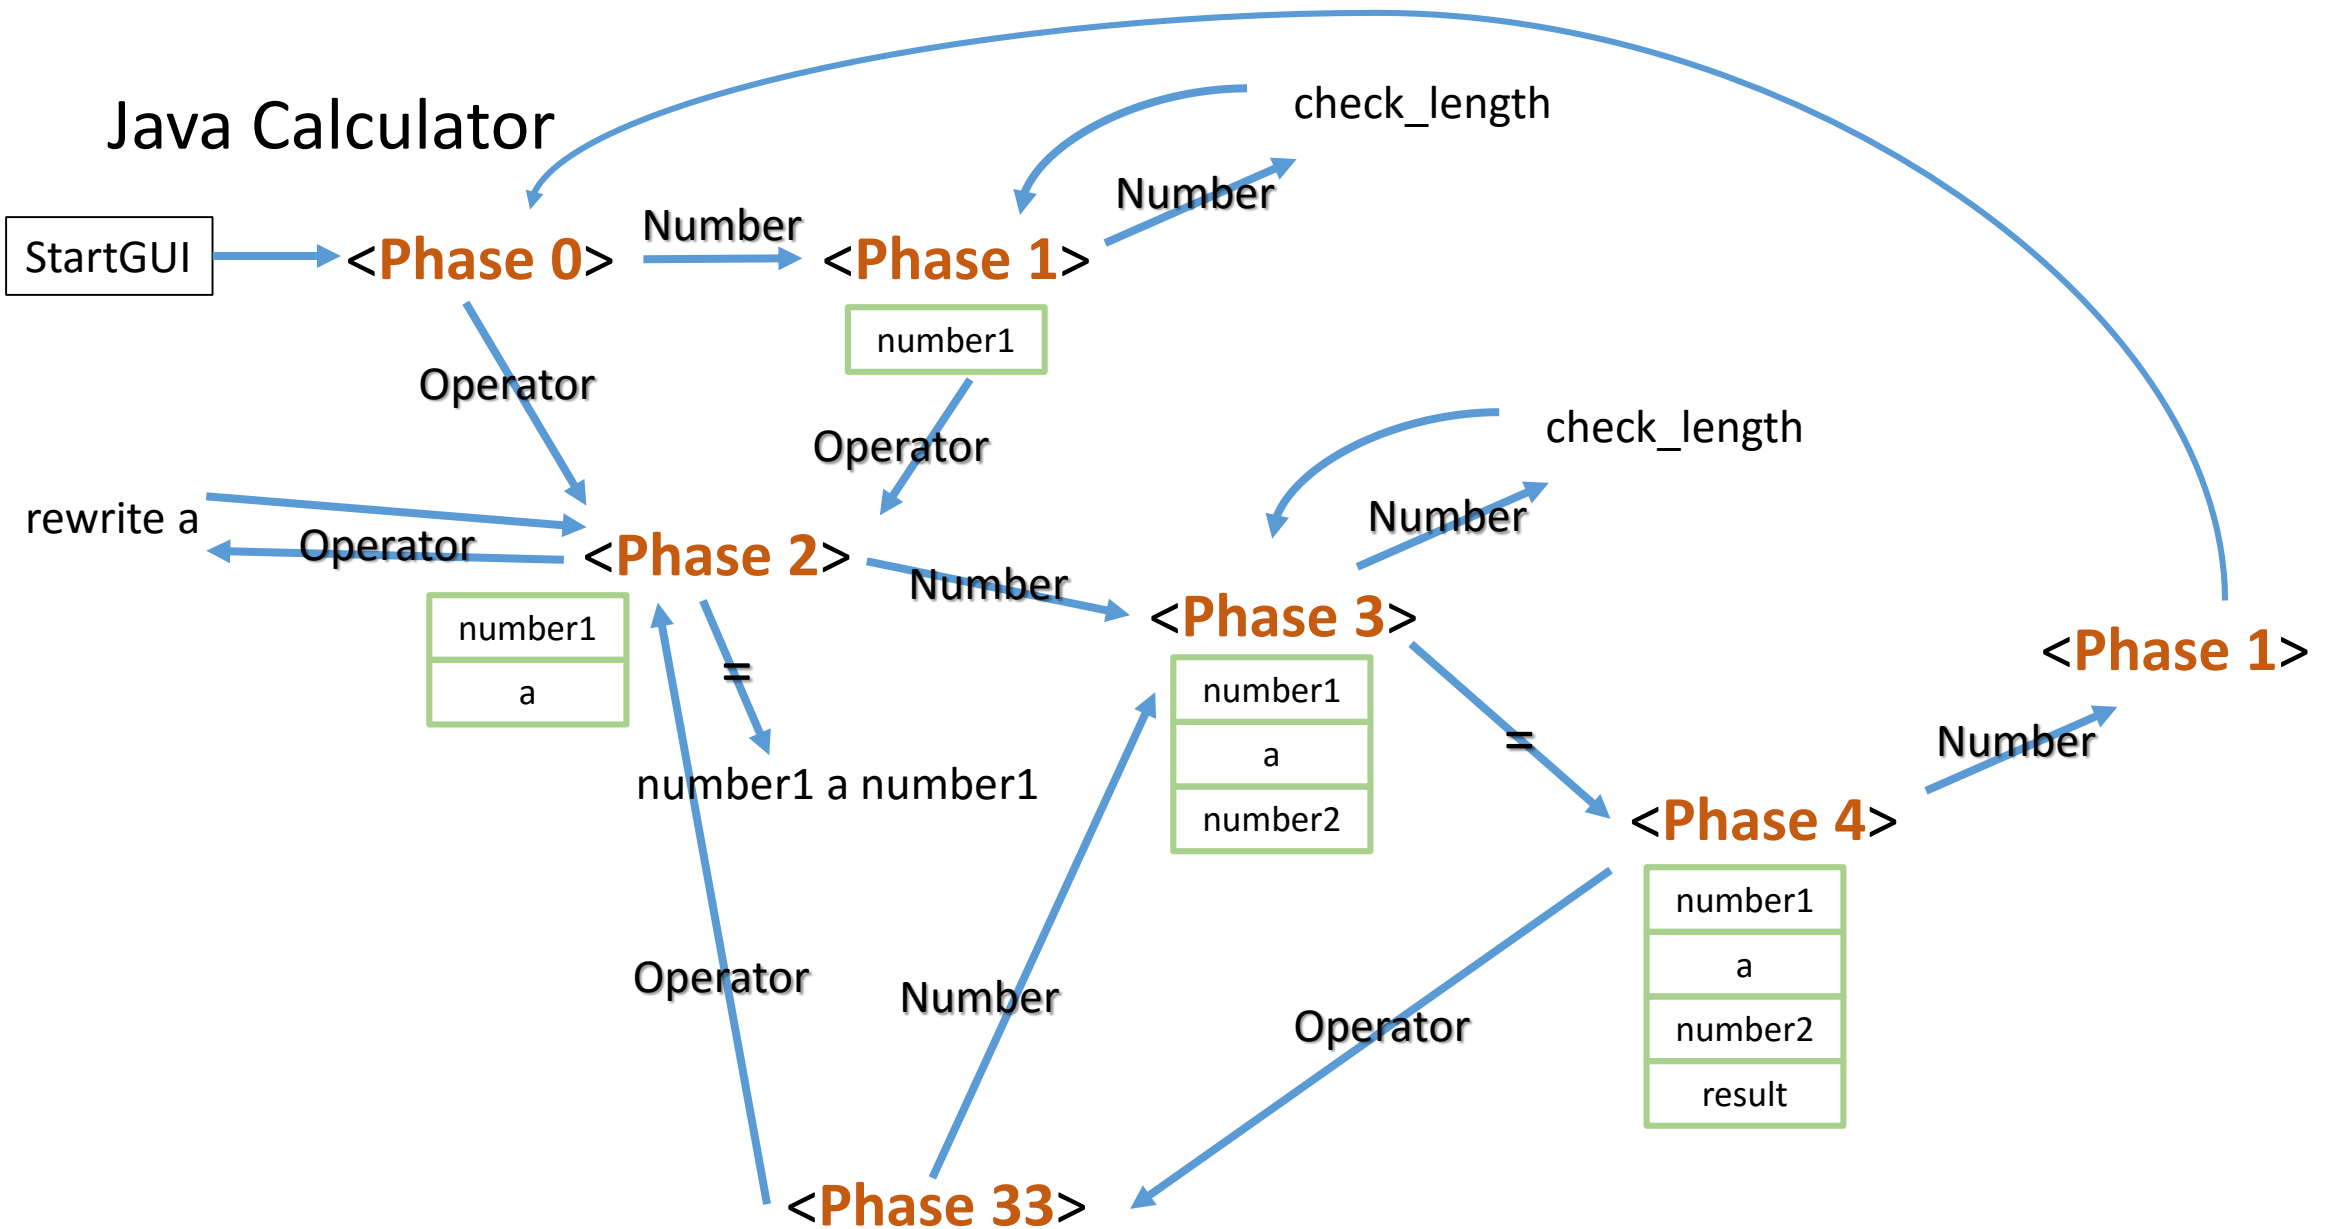 Java Calculator
check_length
Number
StartGUI
<Phase 0>
Number
<Phase 1>
number1
Operator
Operator
check_length
Number
rewrite a
Operator
<Phase 2>
Number
number1
a
=
number1 a number1
<Phase 3>
number1
a
number2
=
<Phase 1>
Number
<Phase 4>
number1
a
number2
result
Operator
Number
Operator
<Phase 33>